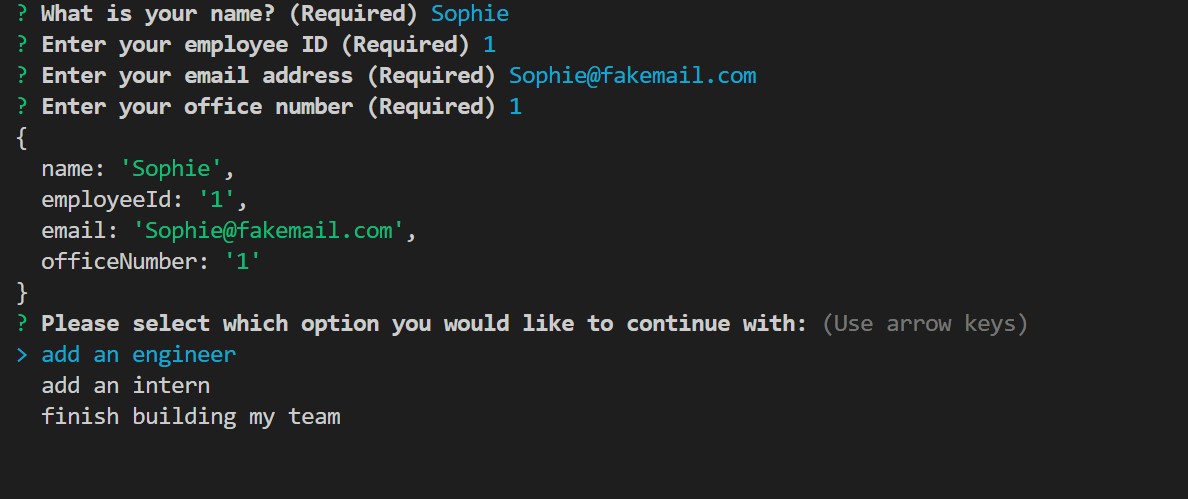 ? What is your name? (Required) Sophie
? Enter your employee ID (Required) 1
? Enter your email address (Required) Sophie@fakemail.com
? Enter your office number (Required) 1
{
  name: 'Sophie',
  employeeId: '1',
  email: 'Sophie@fakemail.com',
  officeNumber: '1'
}
? Please select which option you would like to continue with: (Use arrow keys)
> add an engineer
  add an intern
  finish building my team